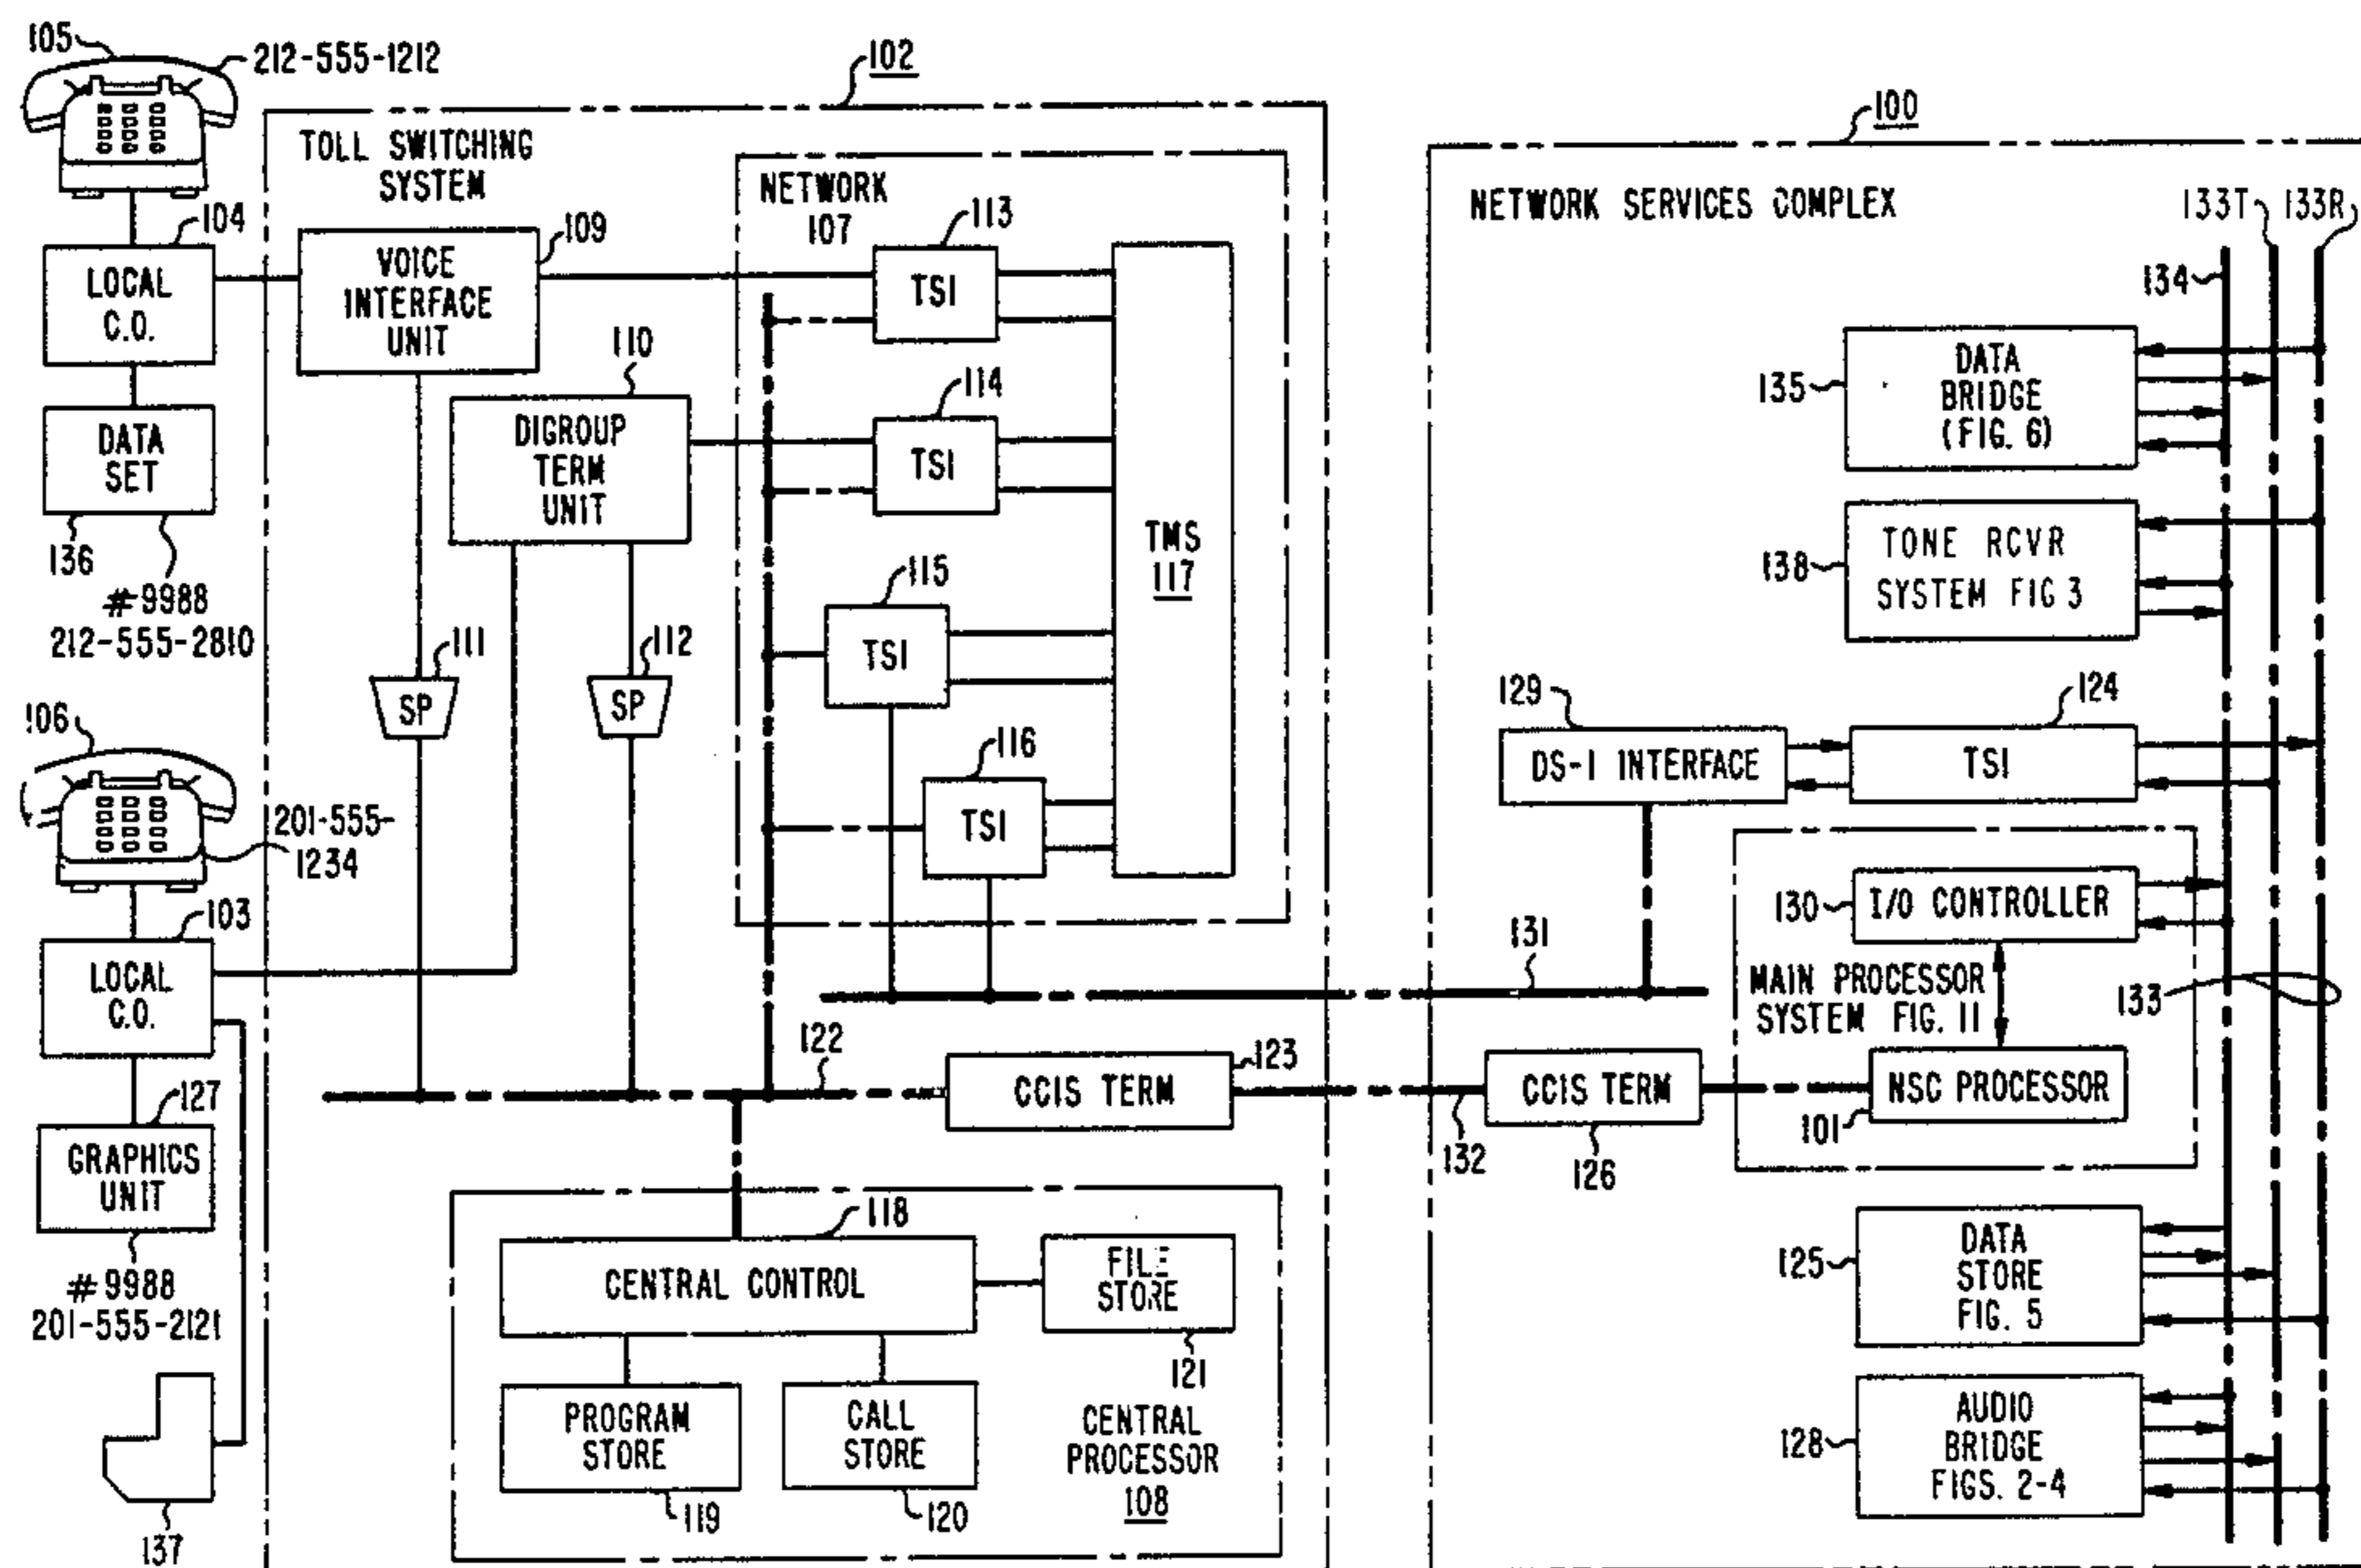 105
212-555-1212
102
100
TOLL SWITCHING
SYSTEM
NETWORK
107
NETWORK SERVICES COMPLEX
133T
133R
104
109
113
134
LOCAL
C.O.
VOICE
INTERFACE
UNIT
TSI
110
135
DATA
BRIDGE
(FIG. 6)
114
DATA
SET
DIGROUP
TERM
UNIT
TSI
136
TMS
117
138
TONE RCVR
SYSTEM FIG 3
#9988
212-555-2810
115
111
112
TSI
SP
SP
129
124
106
116
DS-1 INTERFACE
TSI
201-555-
1234
TSI
103
130
I/O CONTROLLER
LOCAL
C.O.
131
MAIN PROCESSOR
SYSTEM FIG. 11
133
122
123
127
CCIS TERM
CCIS TERM
NSC PROCESSOR
101
132
126
GRAPHICS
UNIT
118
#9988
201-555-2121
CENTRAL CONTROL
FILE
STORE
121
125
DATA
STORE
FIG. 5
PROGRAM
STORE
CALL
STORE
CENTRAL
PROCESSOR
108
128
AUDIO
BRIDGE
FIGS. 2-4
119
120
137